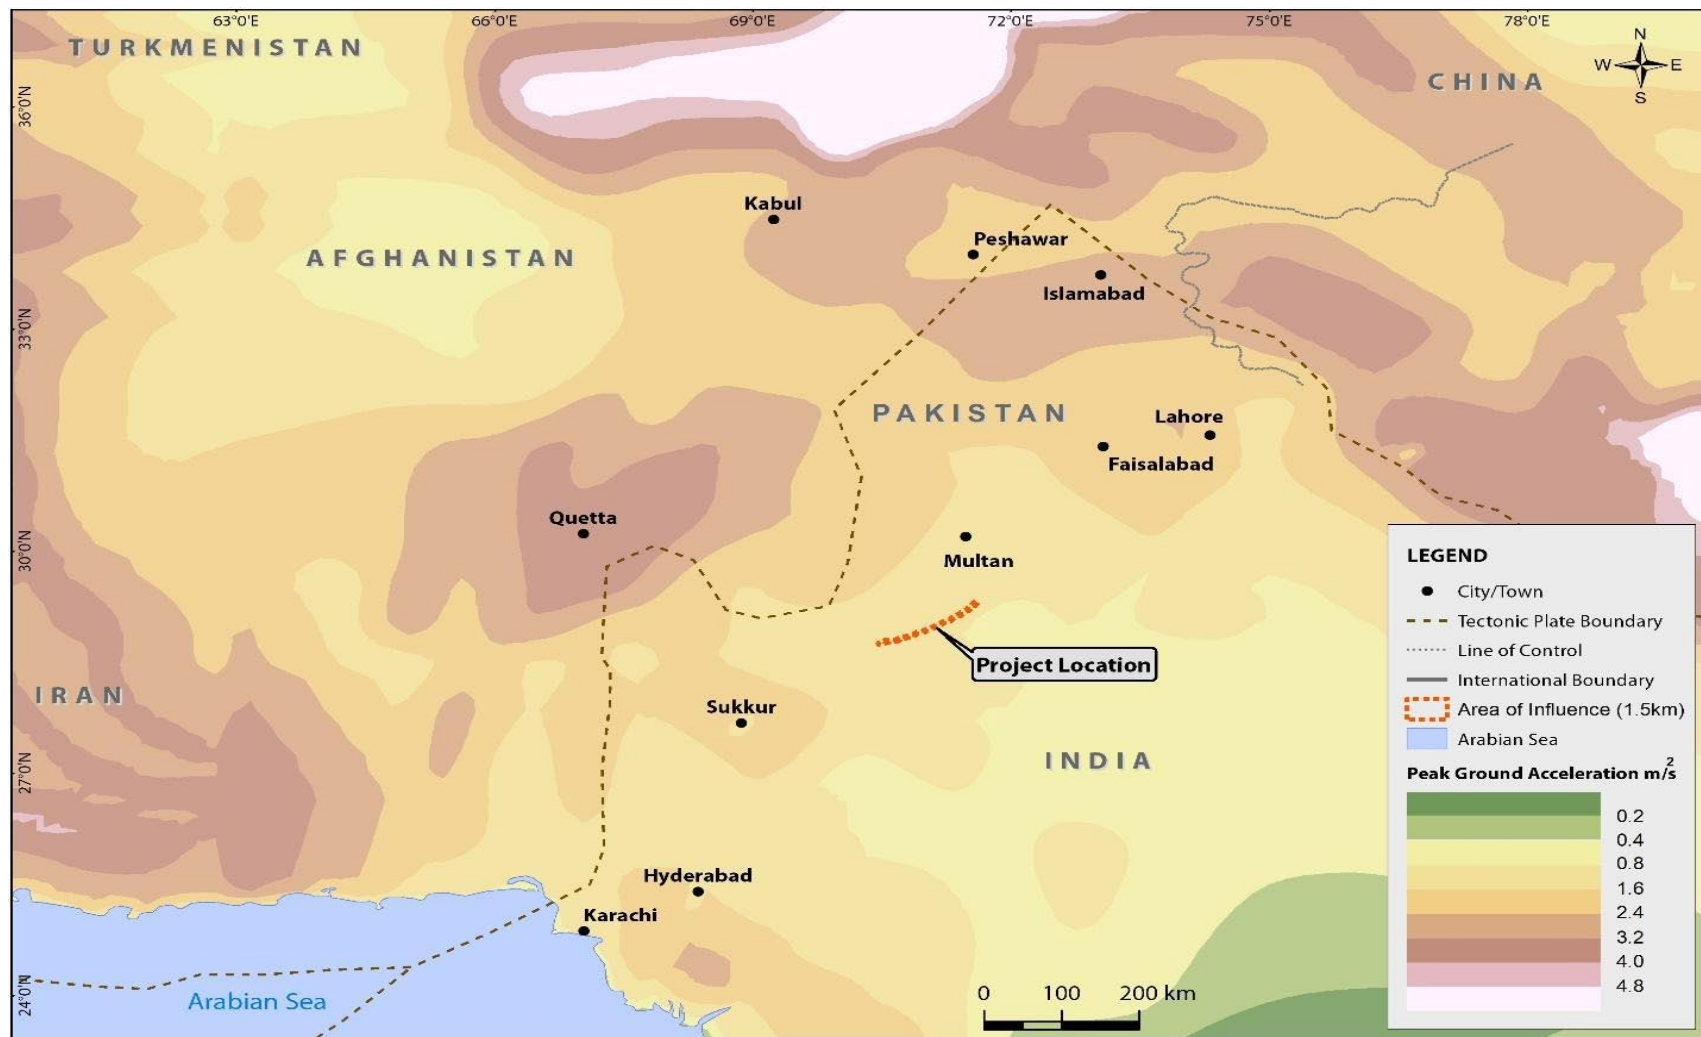 63°0'E 66°0'E 69°0'E 72°0'E 75°0'E 78°0'E
TURKMENISTAN
N
W E
S
CHINA
36°0'N
Kabul
Peshawar
AFGHANISTAN
Islamabad
33°0'N
PAKISTAN
Lahore
Faisalabad
Quetta
30°0'N
Multan
Project Location
IRAN
Sukkur
INDIA
27°0'N
Hyderabad
Karachi
24°0'N
Arabian Sea
0 100 200 km
LEGEND
City/Town
Tectonic Plate Boundary
Line of Control
International Boundary
Area of Influence (1.5km)
Arabian Sea
Peak Ground Acceleration m/s²
0.2
0.4
0.8
1.6
2.4
3.2
4.0
4.8